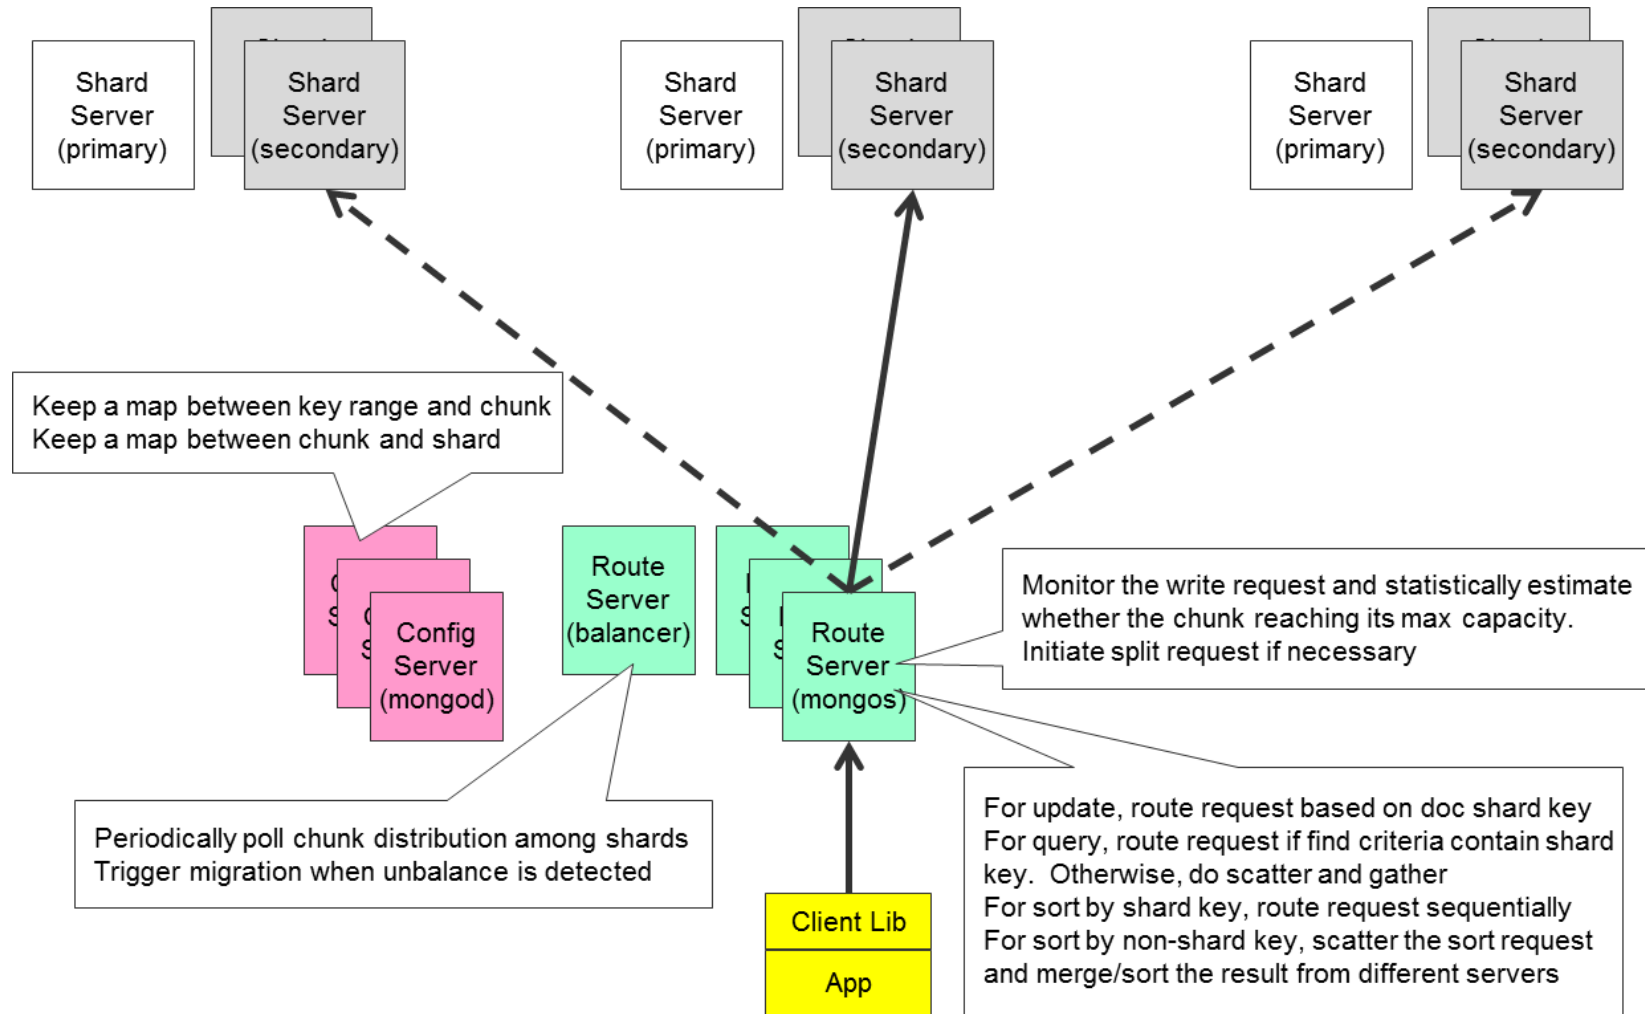 Shard
Server
(primary)
Shard
Server
(secondary)
Shard
Server
(primary)
Shard
Server
(secondary)
Shard
Server
(primary)
Shard
Server
(secondary)
Keep a map between key range and chunk
Keep a map between chunk and shard
Config
Server
(mongod)
Route
Server
(balancer)
Route
Server
(mongos)
Monitor the write request and statistically estimate
whether the chunk reaching its max capacity.
Initiate split request if necessary
Periodically poll chunk distribution among shards
Trigger migration when unbalance is detected
For update, route request based on doc shard key
For query, route request if find criteria contain shard
key. Otherwise, do scatter and gather
For sort by shard key, route request sequentially
For sort by non-shard key, scatter the sort request
and merge/sort the result from different servers
Client Lib
App